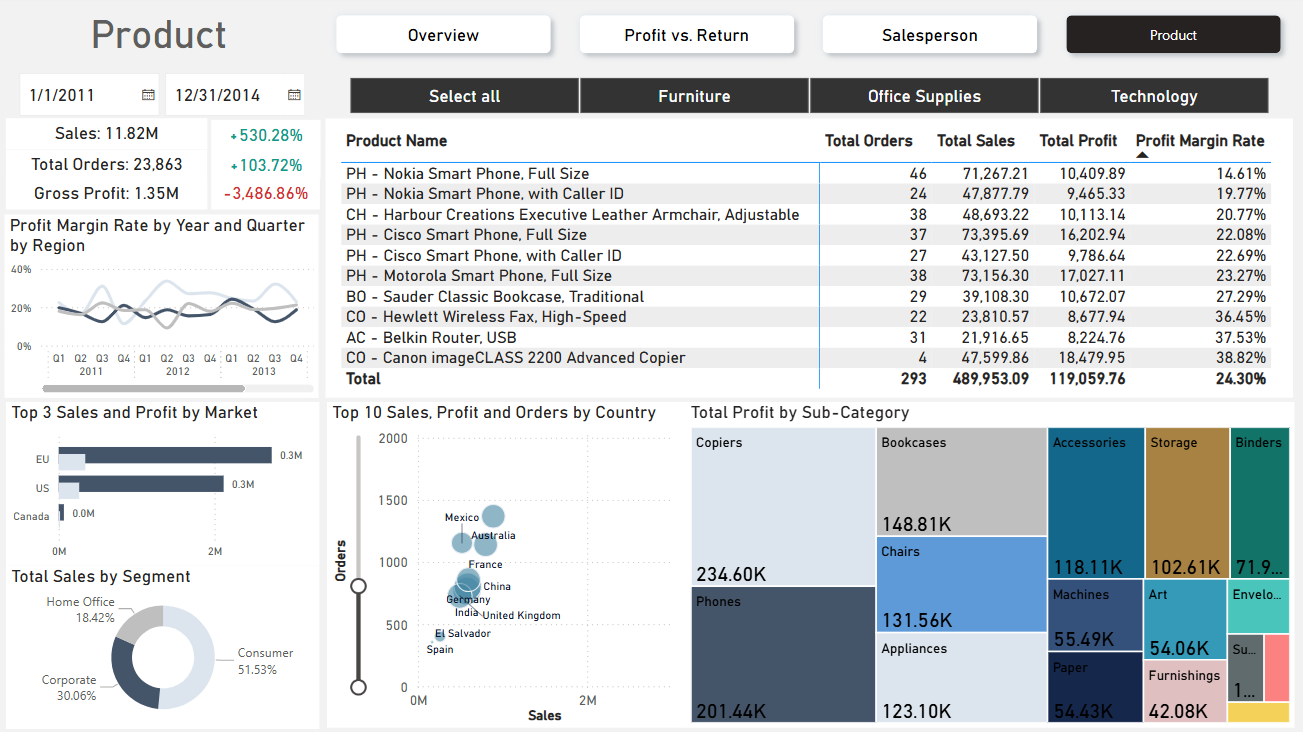 Product
Overview
Profit vs. Return
Salesperson
Product
1/1/2011
12/31/2014
Select all
Furniture
Office Supplies
Technology
Sales: 11.82M
+530.28%
Total Orders: 23,863
+103.72%
Gross Profit: 1.35M
-3,486.86%
Product Name Total Orders Total Sales Total Profit Profit Margin Rate
PH - Nokia Smart Phone, Full Size 46 71,267.21 10,409.89 14.61%
PH - Nokia Smart Phone, with Caller ID 24 47,877.79 9,465.33 19.77%
CH - Harbour Creations Executive Leather Armchair, Adjustable 38 48,693.22 10,113.14 20.77%
PH - Cisco Smart Phone, Full Size 37 73,395.69 16,202.94 22.08%
PH - Cisco Smart Phone, with Caller ID 27 43,127.50 9,786.64 22.69%
PH - Motorola Smart Phone, Full Size 38 73,156.30 17,027.11 23.27%
BO - Sauder Classic Bookcase, Traditional 29 39,108.30 10,672.07 27.29%
CO - Hewlett Wireless Fax, High-Speed 22 23,810.57 8,677.94 36.45%
AC - Belkin Router, USB 31 21,916.65 8,224.76 37.53%
CO - Canon imageCLASS 2200 Advanced Copier 4 47,599.86 18,479.95 38.82%
Total 293 489,953.09 119,059.76 24.30%
Profit Margin Rate by Year and Quarter
by Region
40%
20%
0%
Q1 Q2 Q3 Q4 Q1 Q2 Q3 Q4 Q1 Q2 Q3 Q4
2011 2012 2013
Top 3 Sales and Profit by Market
EU 0.3M
US 0.3M
Canada 0.0M
0M 2M
Total Sales by Segment
Home Office
18.42%
Consumer
51.53%
Corporate
30.06%
Top 10 Sales, Profit and Orders by Country
Orders
2000
1500
1000
500
0
Mexico
Australia
France
China
Germany
India
United Kingdom
El Salvador
Spain
0M 2M
Sales
Total Profit by Sub-Category
Copiers
234.60K
Phones
201.44K
Bookcases
148.81K
Chairs
131.56K
Appliances
123.10K
Accessories
118.11K
Machines
55.49K
Paper
54.43K
Storage
102.61K
Art
54.06K
Furnishings
42.08K
Binders
71.9...
Envelo...
Su...
1...